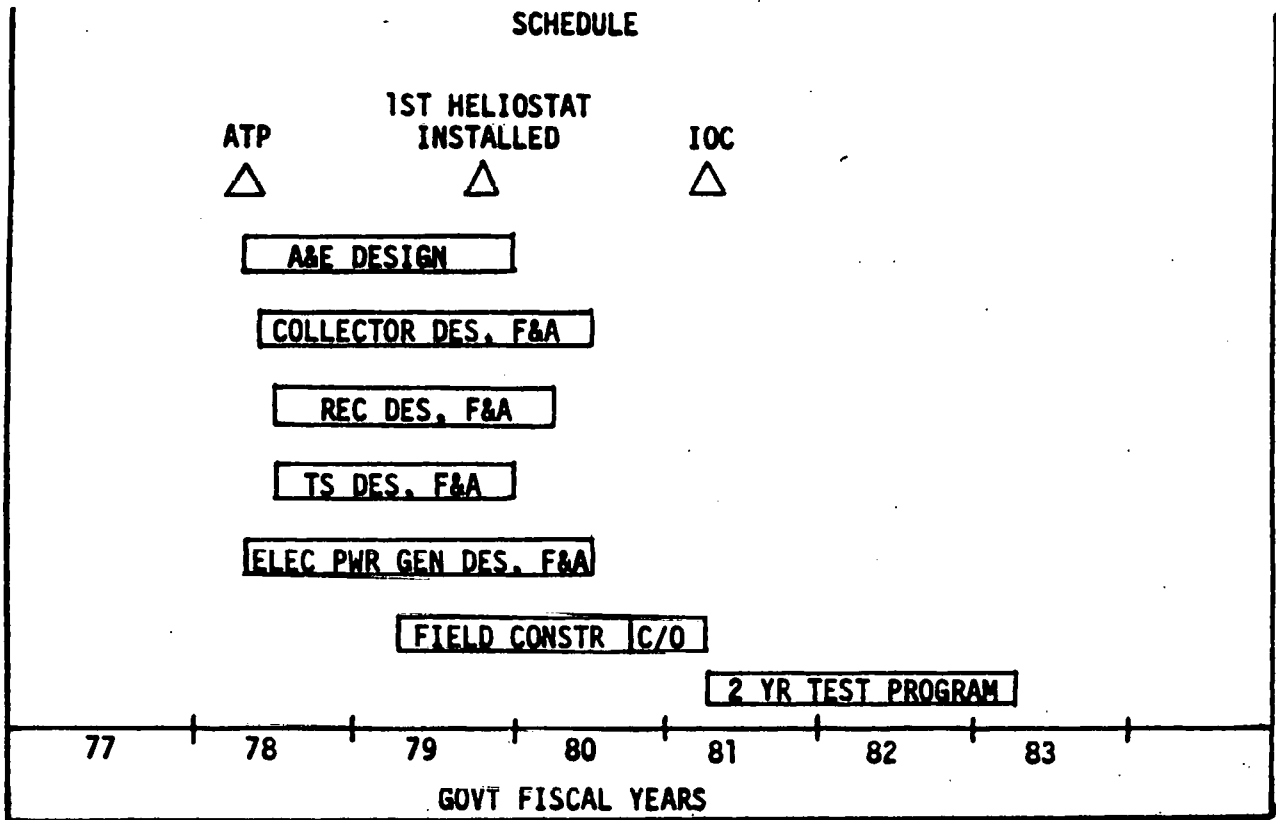 SCHEDULE
1ST HELIOSTAT
ATP INSTALLED IOC
A&E DESIGN
COLLECTOR DES, F&A
REC DES, F&A
TS DES, F&A
ELEC PWR GEN DES, F&A
FIELD CONSTR C/O
2 YR TEST PROGRAM
77 78 79 80 81 82 83
GOVT FISCAL YEARS